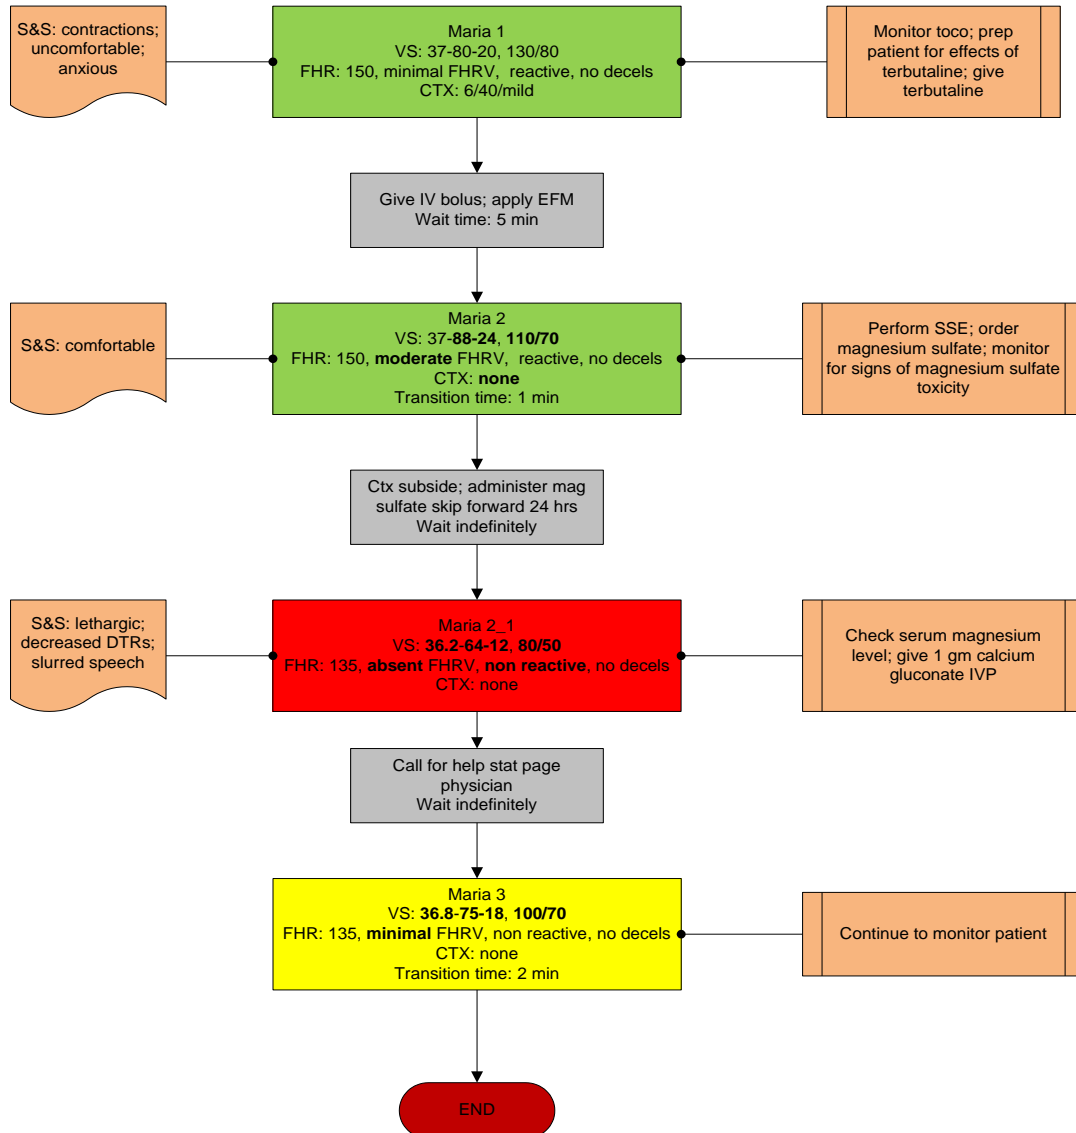 S&S: contractions;
uncomfortable;
anxious
Maria 1
VS: 37-80-20, 130/80
FHR: 150, minimal FHRV,  reactive, no decels
CTX: 6/40/mild
Monitor toco; prep
patient for effects of
terbutaline; give
terbutaline
Give IV bolus; apply EFM
Wait time: 5 min
S&S: comfortable
Maria 2
VS: 37-88-24, 110/70
FHR: 150, moderate FHRV,  reactive, no decels
CTX: none
Transition time: 1 min
Perform SSE; order
magnesium sulfate; monitor
for signs of magnesium sulfate
toxicity
Ctx subside; administer mag
sulfate skip forward 24 hrs
Wait indefinitely
S&S: lethargic;
decreased DTRs;
slurred speech
Maria 2_1
VS: 36.2-64-12, 80/50
FHR: 135, absent FHRV, non reactive, no decels
CTX: none
Check serum magnesium
level; give 1 gm calcium
gluconate IVP
Call for help stat page
physician
Wait indefinitely
Maria 3
VS: 36.8-75-18, 100/70
FHR: 135, minimal FHRV, non reactive, no decels
CTX: none
Transition time: 2 min
Continue to monitor patient
END